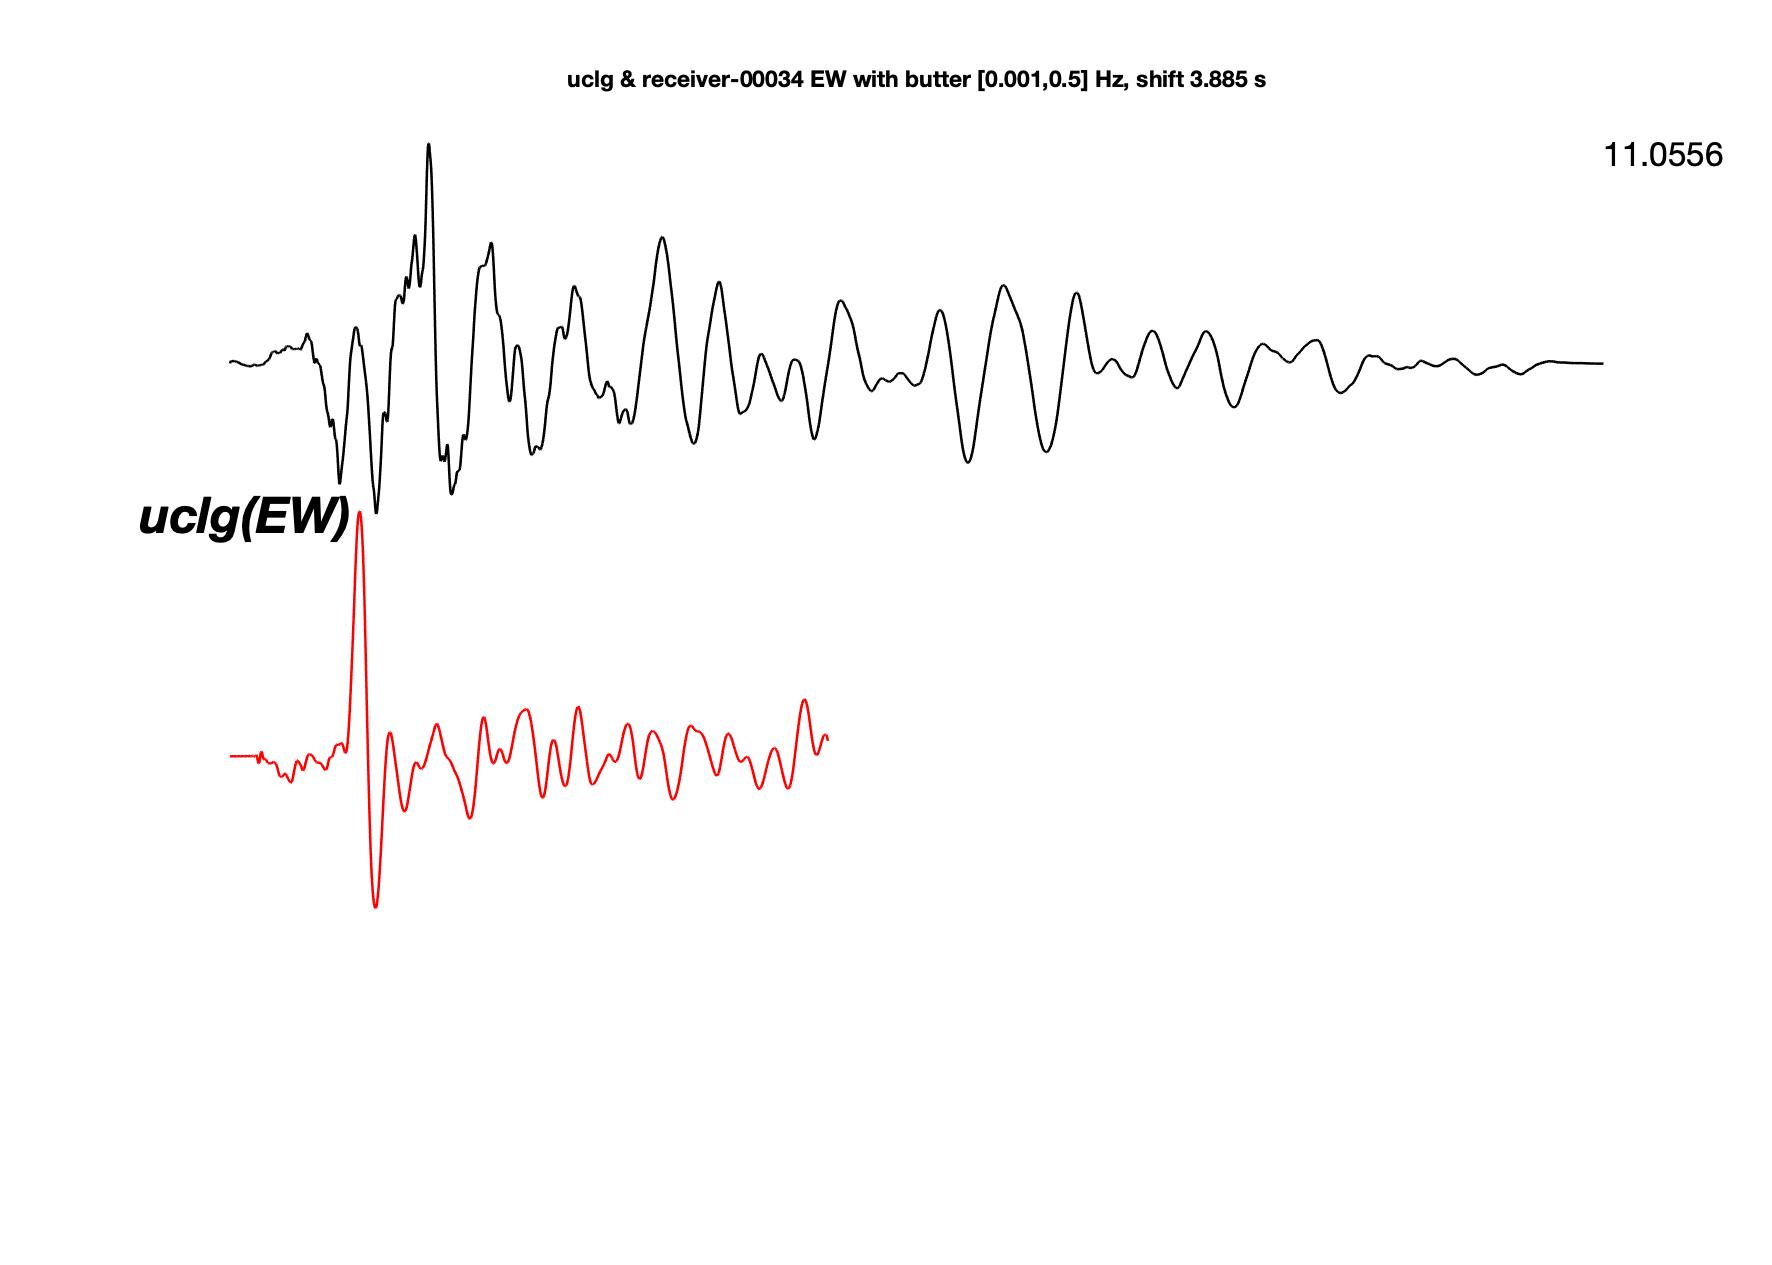 uclg & receiver-00034 EW with butter [0.001,0.5] Hz, shift 3.885 s
11.0556
uclg(EW)